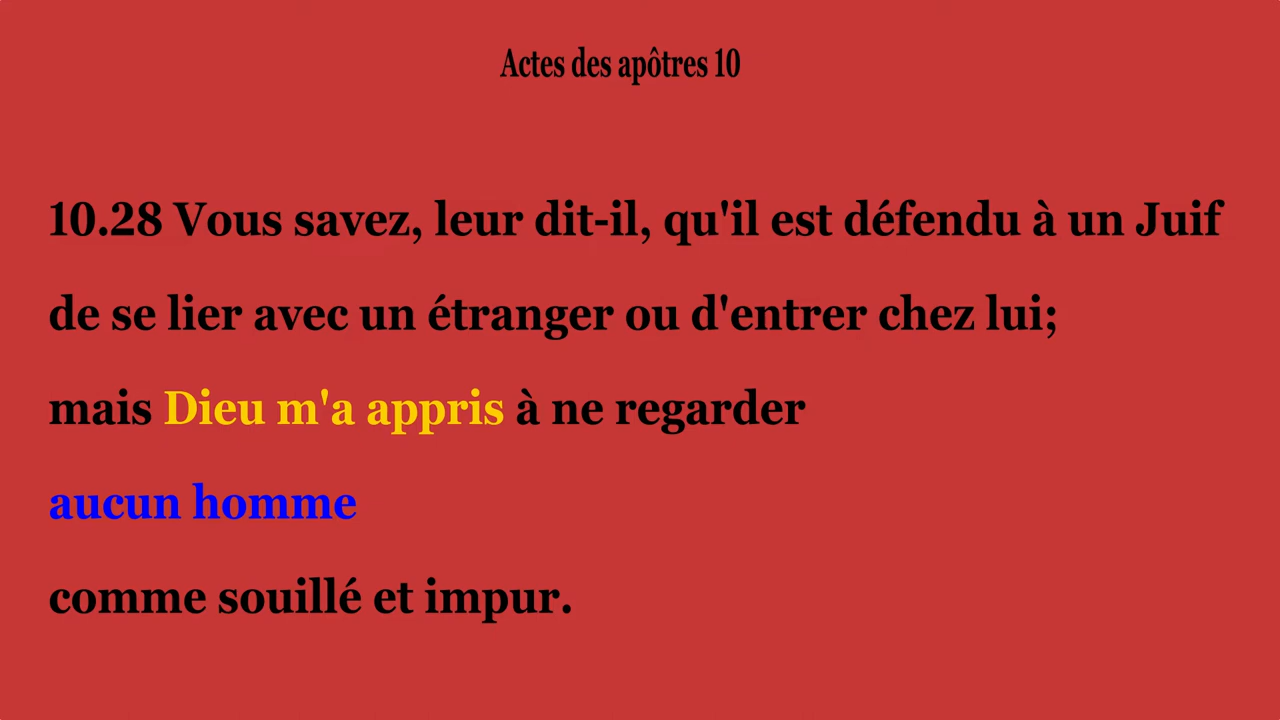 Actes des apôtres 10
10.28 Vous savez, leur dit-il, qu'il est défendu à un Juif
de se lier avec un étranger ou d'entrer chez lui;
mais Dieu m'a appris à ne regarder
aucun homme
comme souillé et impur.